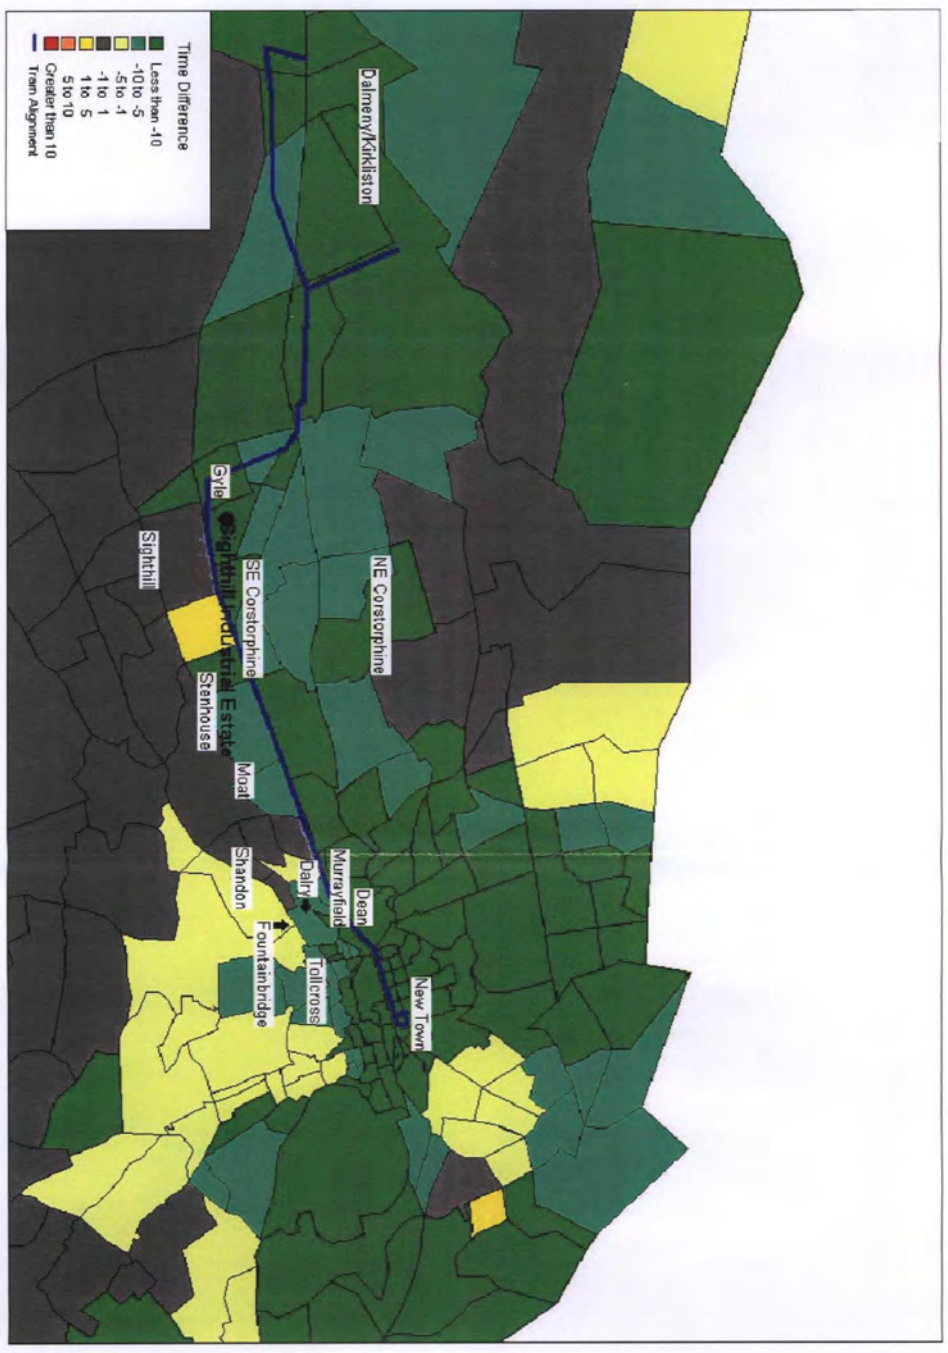 Time Difference
Less than -10
-10 to -5
-5 to -1
-1 to 1
1 to 5
5 to 10
Greater than 10
Tram Alignment
Dalmeny/Kirkliston
Gyle
Sighthill Industrial Estate
Sighthill
SE Corstorphine
NE Corstorphine
Stenhouse
Moat
Shandon
Dalry
Murrayfield
Dean
Fountainbridge
Tollcross
New Town